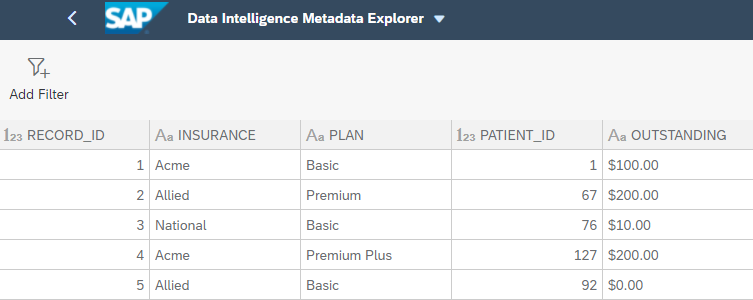 SAP Data Intelligence Metadata Explorer
Add Filter
123 RECORD_ID Aa INSURANCE Aa PLAN 123 PATIENT_ID Aa OUTSTANDING
1 Acme Basic 1 $100.00
2 Allied Premium 67 $200.00
3 National Basic 76 $10.00
4 Acme Premium Plus 127 $200.00
5 Allied Basic 92 $0.00